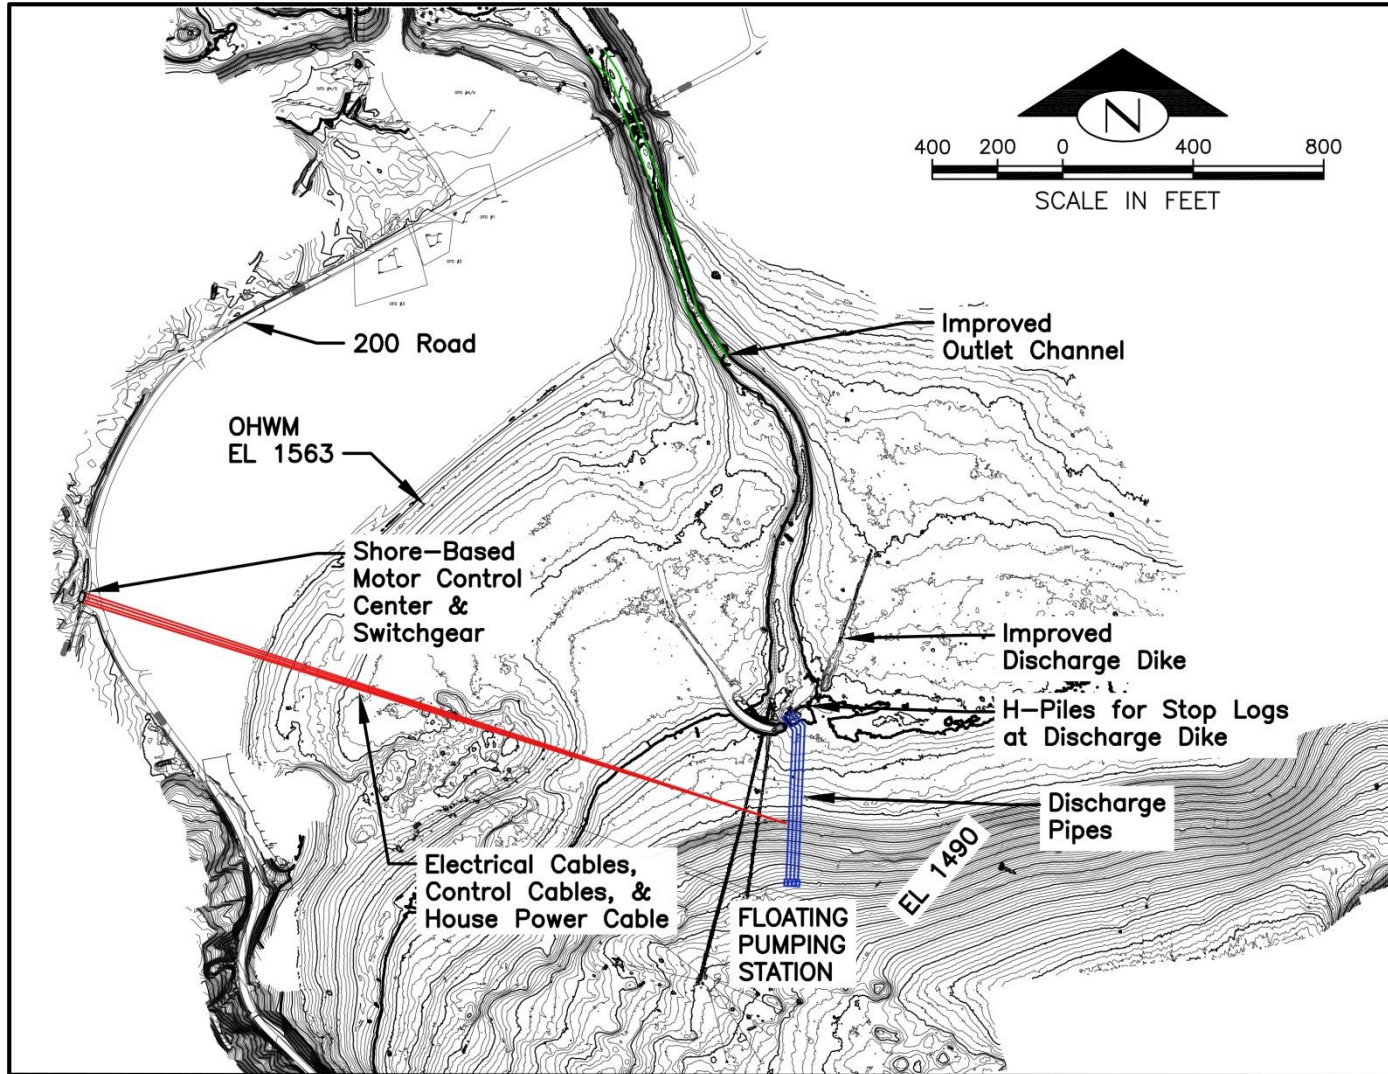 N
400 200 0 400 800
SCALE IN FEET
200 Road
Improved
Outlet Channel
OHWM
EL 1563
Shore-Based
Motor Control
Center &
Switchgear
Improved
Discharge Dike
H-Piles for Stop Logs
at Discharge Dike
Discharge
Pipes
EL 1490
Electrical Cables,
Control Cables, &
House Power Cable
FLOATING
PUMPING
STATION